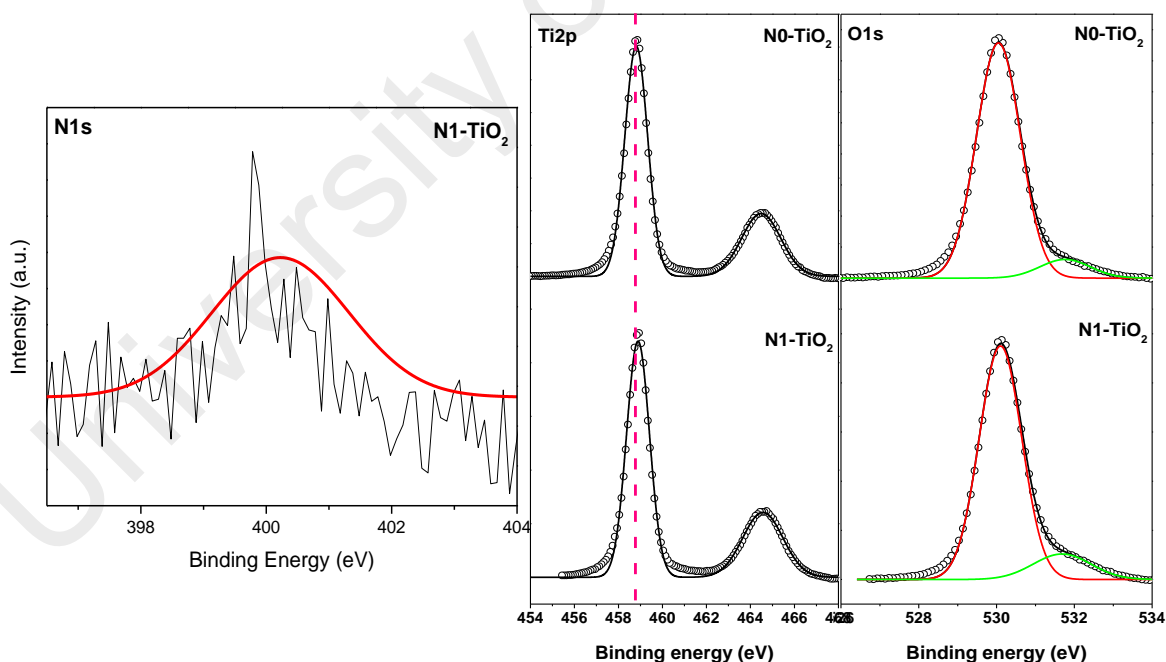 University o
N1s
N1-TiO₂
Intensity (a.u.)
398 400 402 404
Binding Energy (eV)
Ti2p
N0-TiO₂
N1-TiO₂
454 456 458 460 462 464 466
Binding energy (eV)
O1s
N0-TiO₂
N1-TiO₂
528 530 532 534
Binding energy (eV)